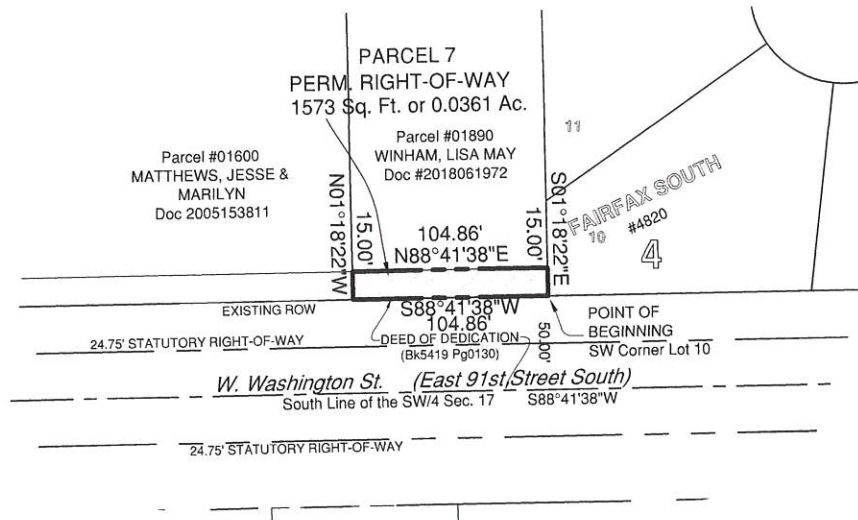 PARCEL 7
PERM. RIGHT-OF-WAY
1573 Sq. Ft. or 0.0361 Ac.
Parcel #01600
MATTHEWS, JESSE &
MARILYN
Doc 2005153811
Parcel #01890
WINHAM, LISA MAY
Doc #2018061972
11
FAIRFAX SOUTH
#4820
10
4
N01°18'22"W
15.00'
104.86'
N88°41'38"E
15.00'
S01°18'22"E
EXISTING ROW
S88°41'38"W
104.86'
POINT OF
BEGINNING
SW Corner Lot 10
24.75' STATUTORY RIGHT-OF-WAY
DEED OF DEDICATION
(Bk5419 Pg0130)
50.00'
W. Washington St. (East 91st Street South)
South Line of the SW/4 Sec. 17 S88°41'38"W
24.75' STATUTORY RIGHT-OF-WAY